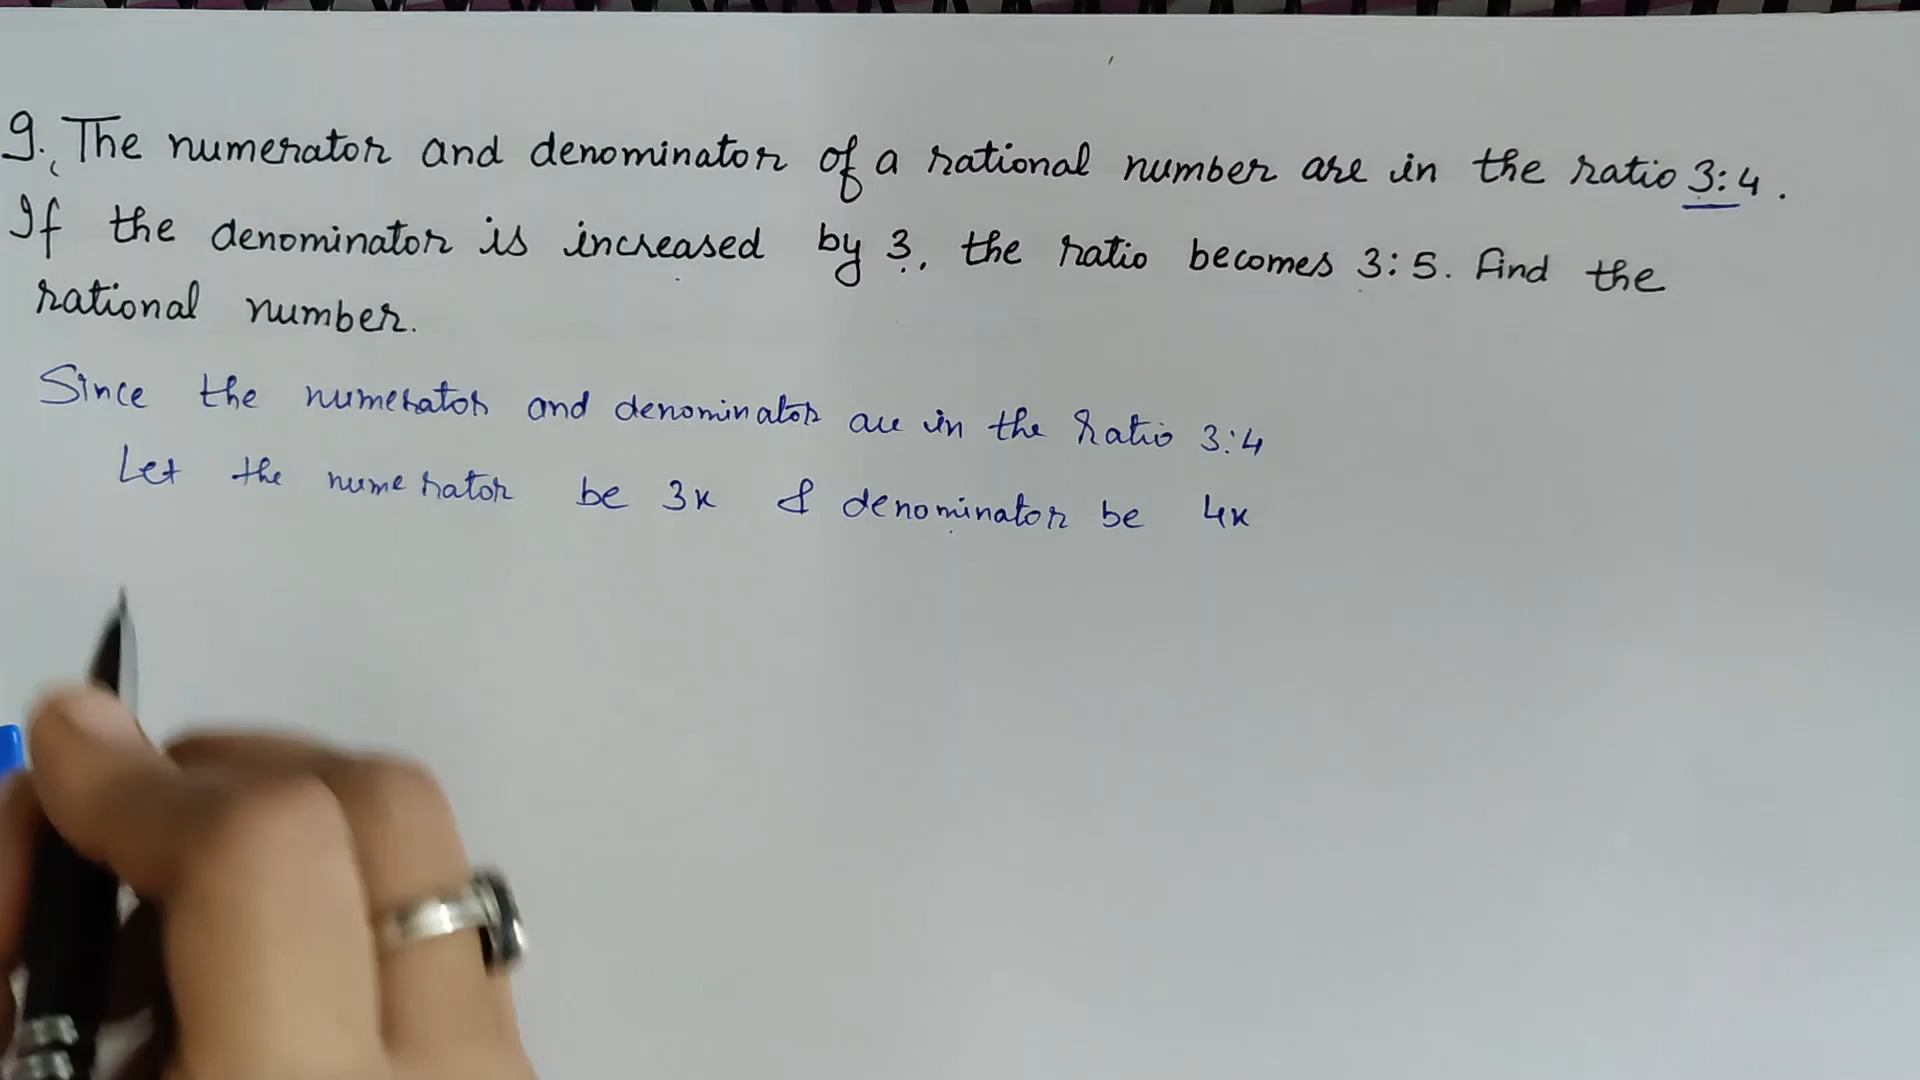 9. The numerator and denominator of a rational number are in the ratio 3:4.
If the denominator is increased by 3, the ratio becomes 3:5. Find the
rational number.
Since the numerator and denominator are in the ratio 3:4
Let the numerator be 3x & denominator be 4x